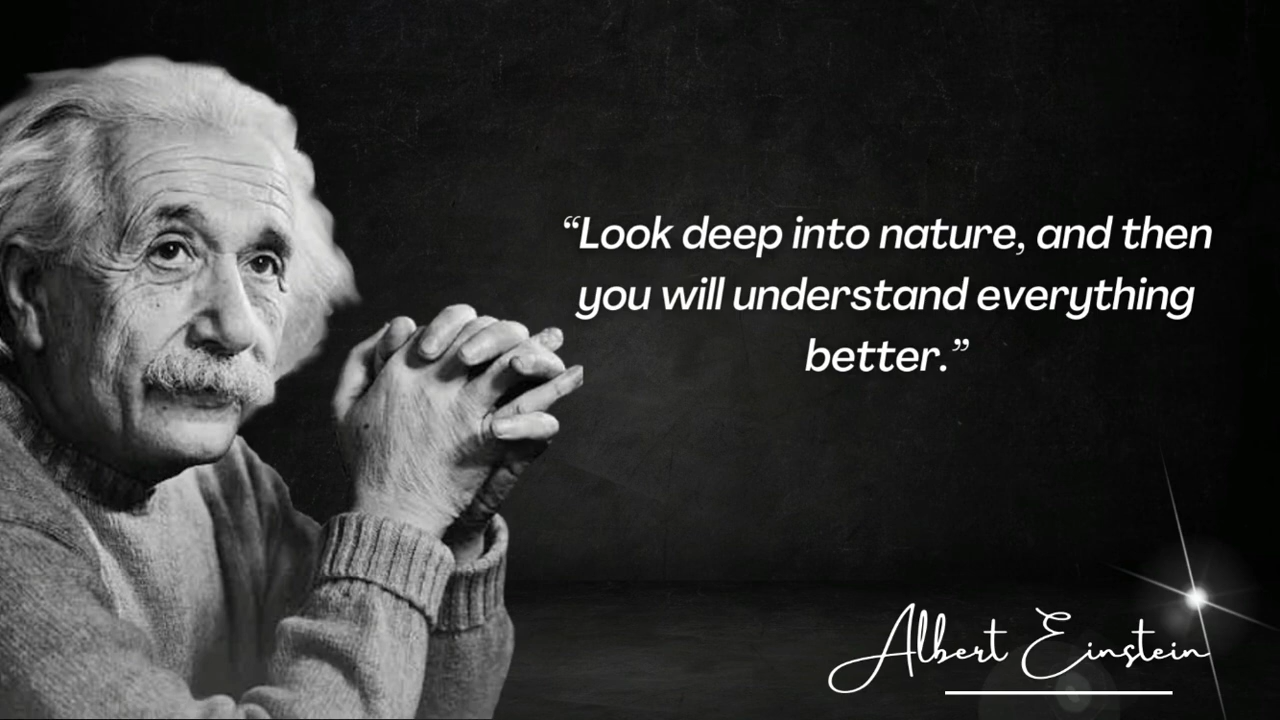 “Look deep into nature, and then
you will understand everything
better.”
Albert Einstein